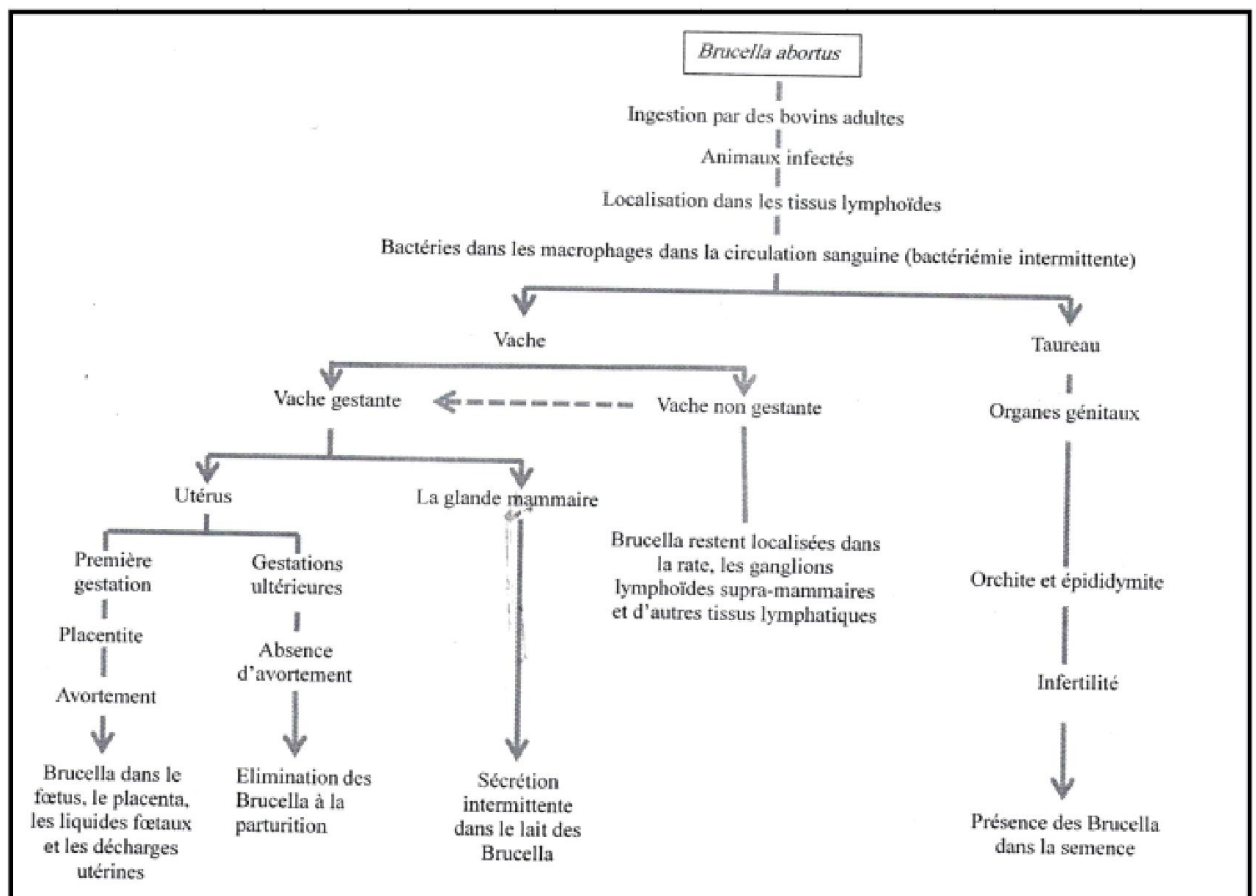 Brucella abortus
Ingestion par des bovins adultes
Animaux infectés
Localisation dans les tissus lymphoïdes
Bactéries dans les macrophages dans la circulation sanguine (bactériémie intermittente)
Vache
Taureau
Vache gestante
Vache non gestante
Organes génitaux
Utérus
La glande mammaire
Première
gestation
Gestations
ultérieures
Brucella restent localisées dans
la rate, les ganglions
lymphoïdes supra-mammaires
et d'autres tissus lymphatiques
Orchite et épididymite
Placentite
Absence
d'avortement
Avortement
Infertilité
Brucella dans le
fœtus, le placenta,
les liquides fœtaux
et les décharges
utérines
Elimination des
Brucella à la
parturition
Sécrétion
intermittente
dans le lait des
Brucella
Présence des Brucella
dans la semence